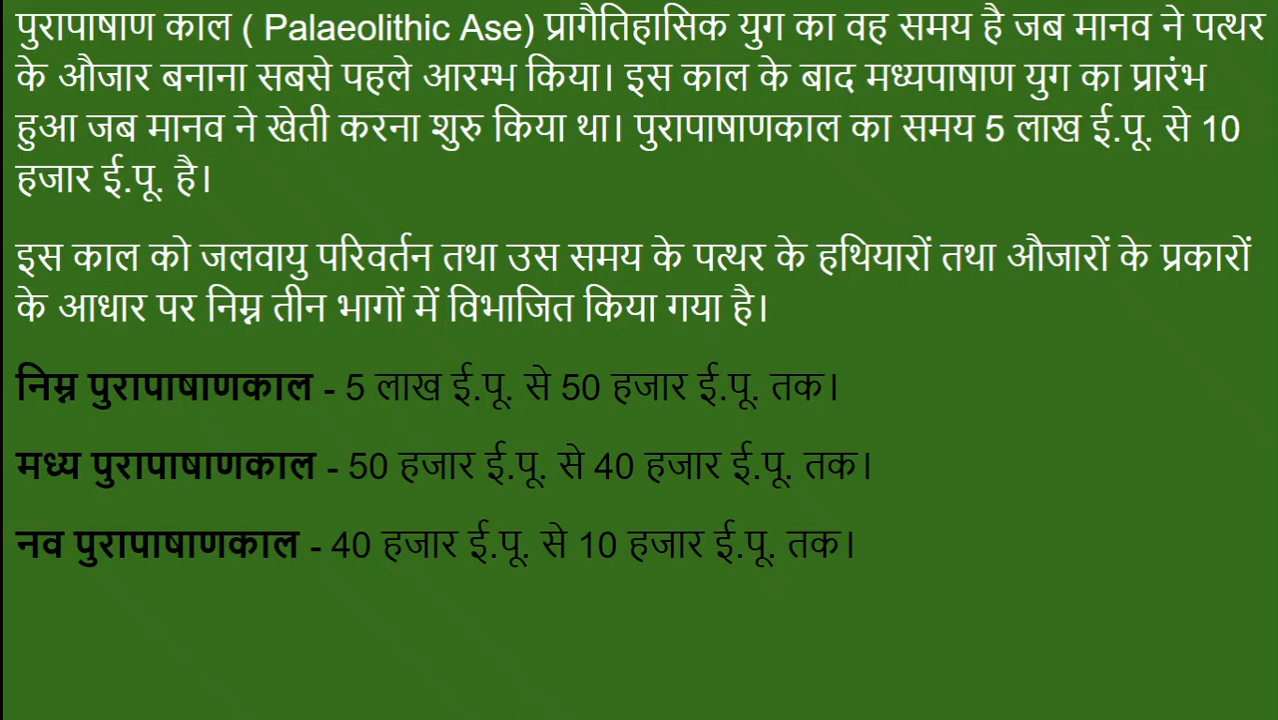 पुरापाषाण काल ( Palaeolithic Ase) प्रागैतिहासिक युग का वह समय है जब मानव ने पत्थर
के औजार बनाना सबसे पहले आरम्भ किया। इस काल के बाद मध्यपाषाण युग का प्रारंभ
हुआ जब मानव ने खेती करना शुरु किया था। पुरापाषाणकाल का समय 5 लाख ई.पू. से 10
हजार ई.पू. है।
इस काल को जलवायु परिवर्तन तथा उस समय के पत्थर के हथियारों तथा औजारों के प्रकारों
के आधार पर निम्न तीन भागों में विभाजित किया गया है।
निम्न पुरापाषाणकाल - 5 लाख ई.पू. से 50 हजार ई.पू. तक।
मध्य पुरापाषाणकाल - 50 हजार ई.पू. से 40 हजार ई.पू. तक।
नव पुरापाषाणकाल - 40 हजार ई.पू. से 10 हजार ई.पू. तक।